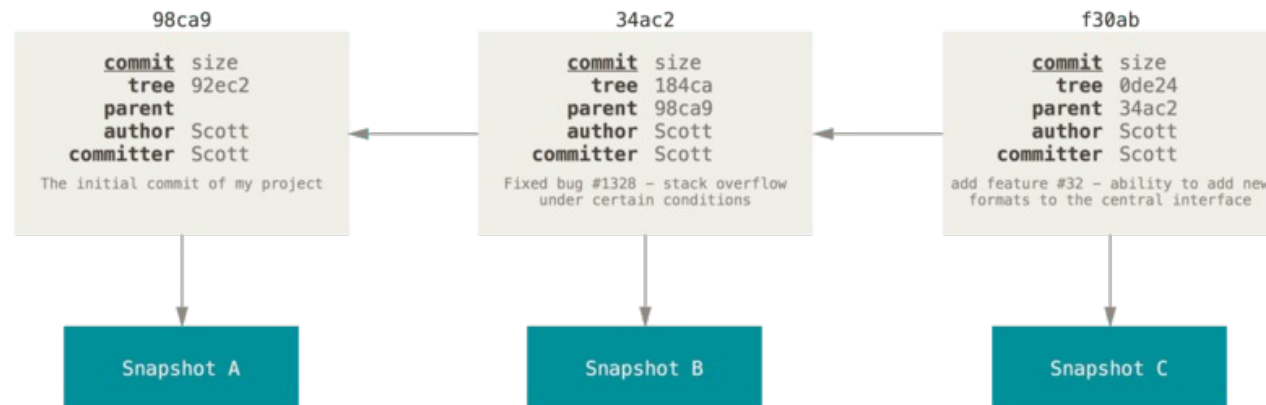 98ca9
commit size
tree 92ec2
parent
author Scott
committer Scott
The initial commit of my project
Snapshot A
34ac2
commit size
tree 184ca
parent 98ca9
author Scott
committer Scott
Fixed bug #1328 – stack overflow
under certain conditions
Snapshot B
f30ab
commit size
tree 0de24
parent 34ac2
author Scott
committer Scott
add feature #32 – ability to add new
formats to the central interface
Snapshot C